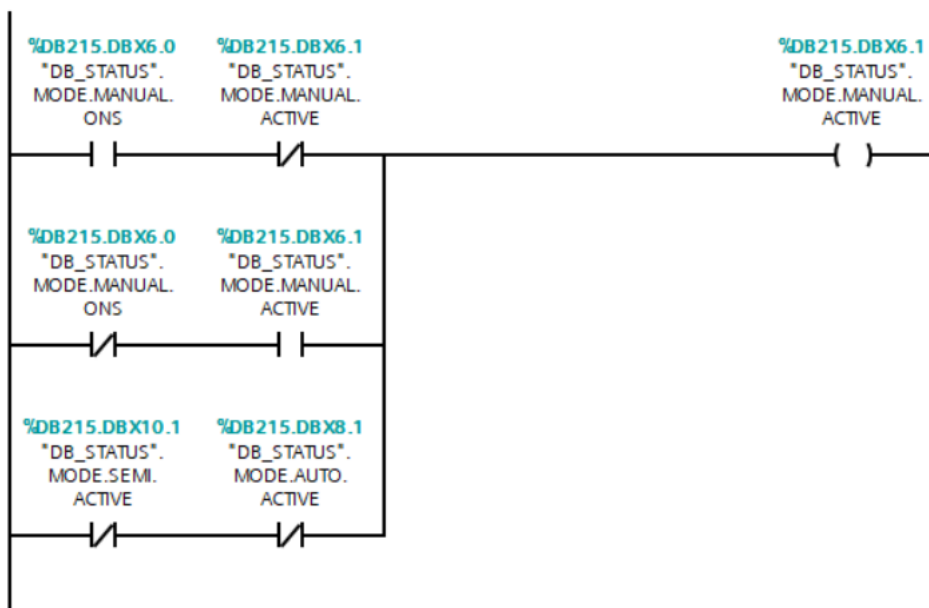 %DB215.DBX6.0
"DB_STATUS".
MODE.MANUAL.
ONS
%DB215.DBX6.1
"DB_STATUS".
MODE.MANUAL.
ACTIVE
%DB215.DBX6.1
"DB_STATUS".
MODE.MANUAL.
ACTIVE
%DB215.DBX6.0
"DB_STATUS".
MODE.MANUAL.
ONS
%DB215.DBX6.1
"DB_STATUS".
MODE.MANUAL.
ACTIVE
%DB215.DBX10.1
"DB_STATUS".
MODE.SEMI.
ACTIVE
%DB215.DBX8.1
"DB_STATUS".
MODE.AUTO.
ACTIVE